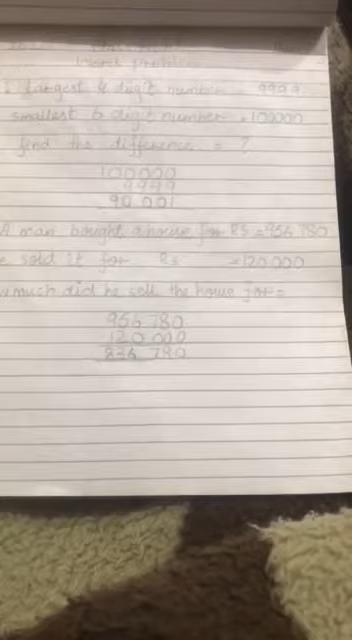 Word Problem
Largest 4 digit number = 9999
smallest 6 digit number = 100000
find the difference = ?
100000
9999
90 001
A man bought a house for Rs = 956 780
sold it for Rs = 120 000
much did he sell the house for =
956 780
120 000
836 780